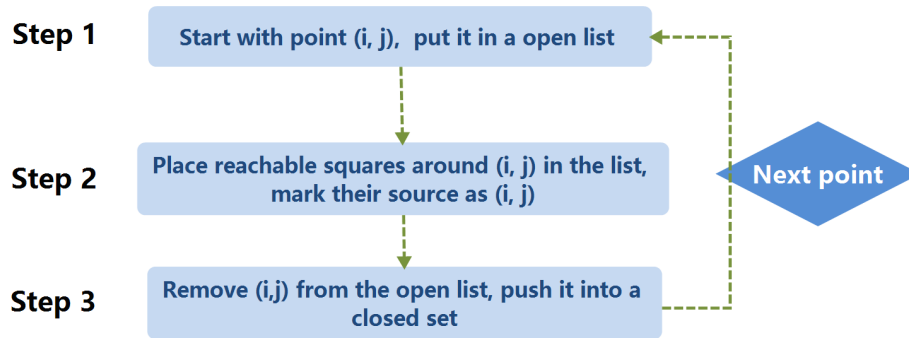 Step 1
Start with point (i, j), put it in a open list
Step 2
Place reachable squares around (i, j) in the list,
mark their source as (i, j)
Next point
Step 3
Remove (i,j) from the open list, push it into a
closed set